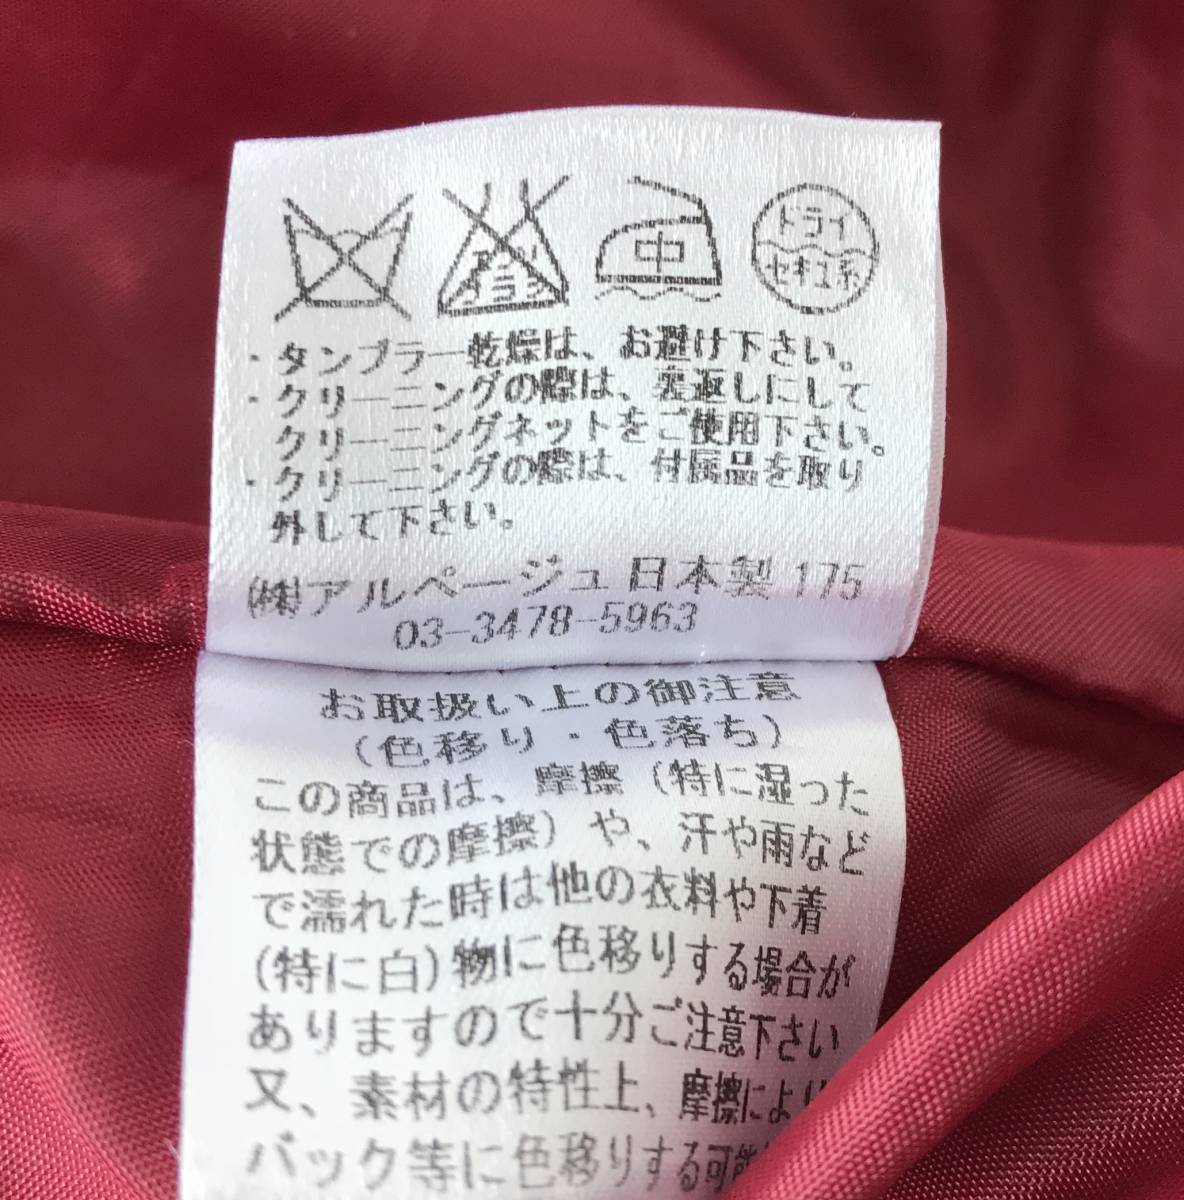 エンソ
サラシ
中
ドライ
セキユ系
・タンブラー乾燥は、お避け下さい。
・クリーニングの際は、裏返しにして
クリーニングネットをご使用下さい。
・クリーニングの際は、付属品を取り
外して下さい。
㈱アルページュ 日本製 175
03-3478-5963
お取扱い上の御注意
(色移り・色落ち)
この商品は、摩擦(特に湿った
状態での摩擦)や、汗や雨など
で濡れた時は他の衣料や下着
(特に白)物に色移りする場合が
ありますので十分ご注意下さい
又、素材の特性上、摩擦により
バック等に色移りする可能